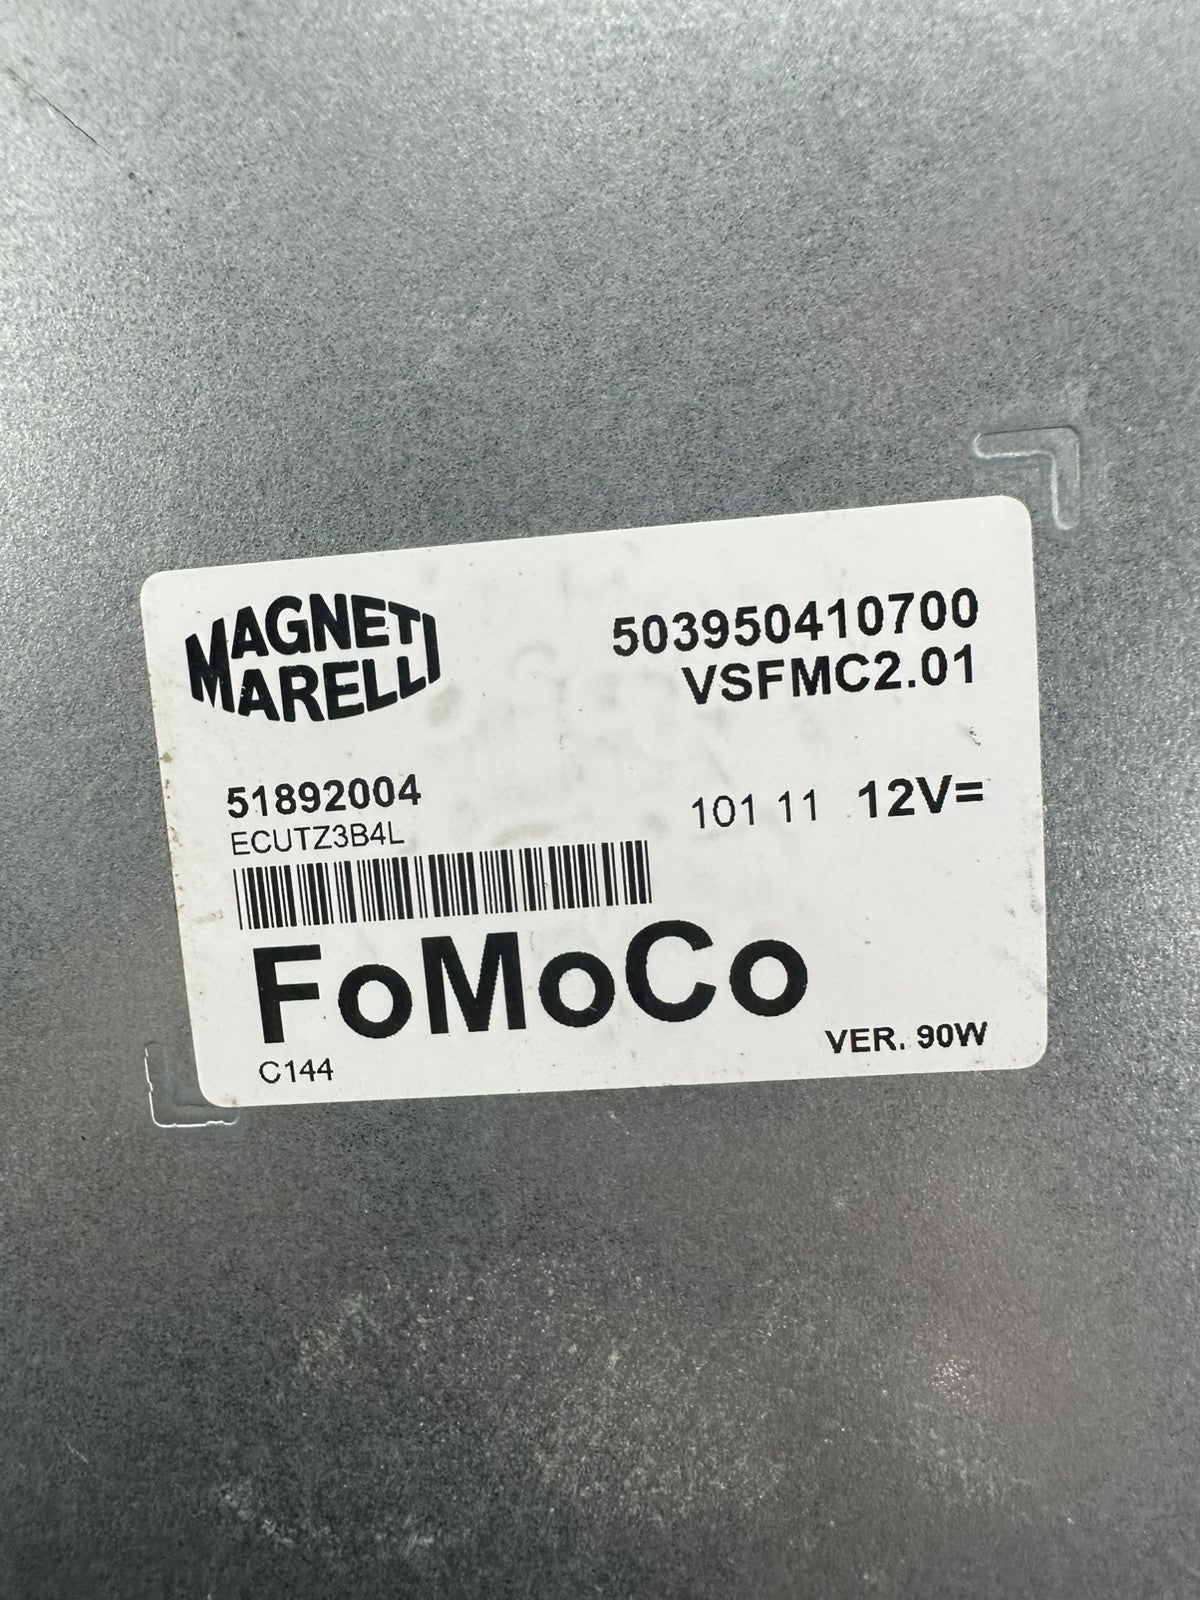 MAGNETI
MARELLI
503950410700
VSFMC2.01
51892004
ECUTZ3B4L
101 11 12V=
FoMoCo
C144
VER. 90W